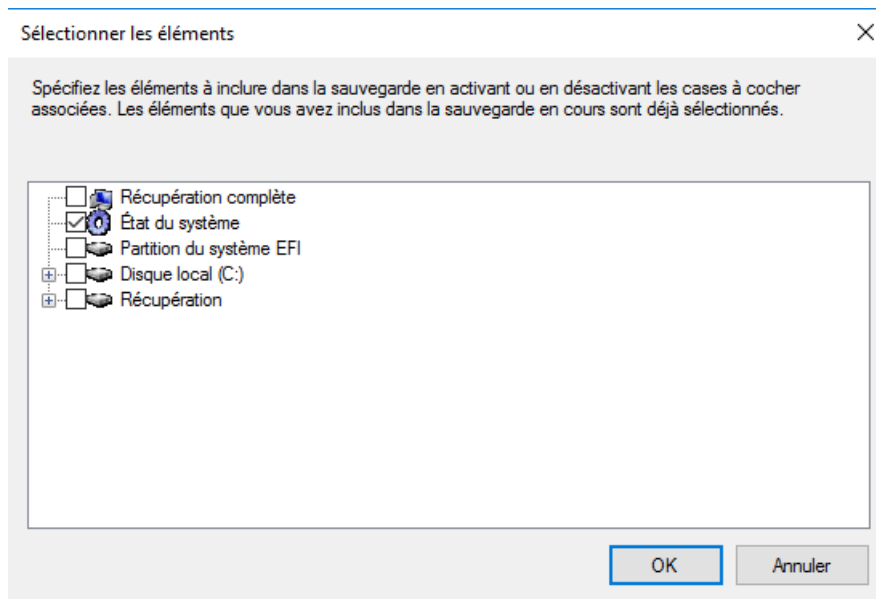 Sélectionner les éléments
Spécifiez les éléments à inclure dans la sauvegarde en activant ou en désactivant les cases à cocher
associées. Les éléments que vous avez inclus dans la sauvegarde en cours sont déjà sélectionnés.
Récupération complète
État du système
Partition du système EFI
Disque local (C:)
Récupération
OK
Annuler